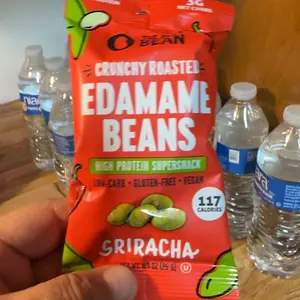 BEAN
CRUNCHY ROASTED
EDAMAME
BEANS
HIGH PROTEIN SUPERSNACK
LOW-CARB • GLUTEN-FREE • VEGAN
117
CALORIES
SRIRACHA